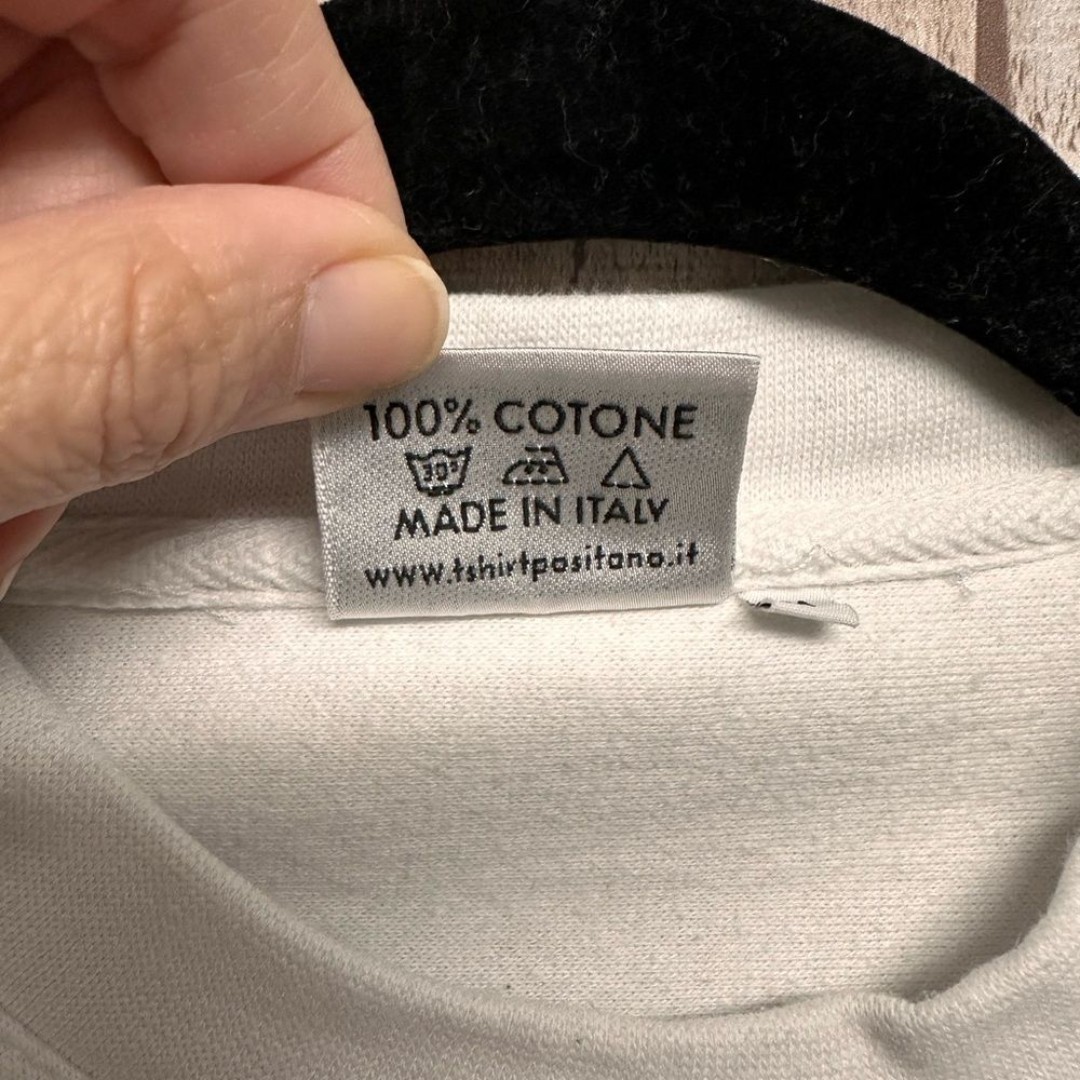 100% COTONE
30°
MADE IN ITALY
www.tshirtpositano.it